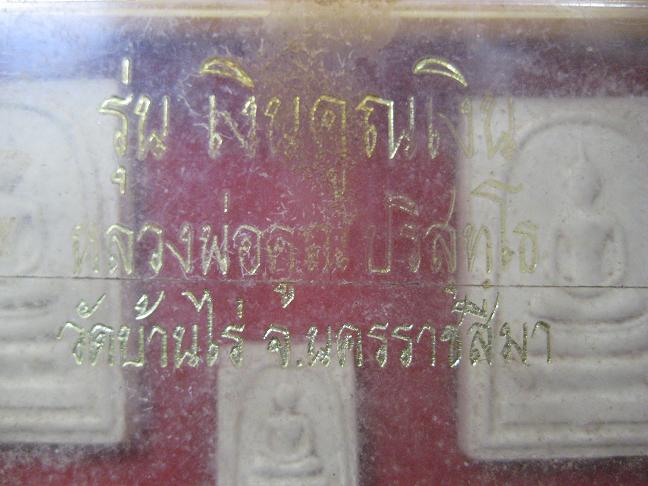 รุ่น เงินคูณเงิน
หลวงพ่อคูณ ปริสุทฺโธ
วัดบ้านไร่ จ.นครราชสีมา